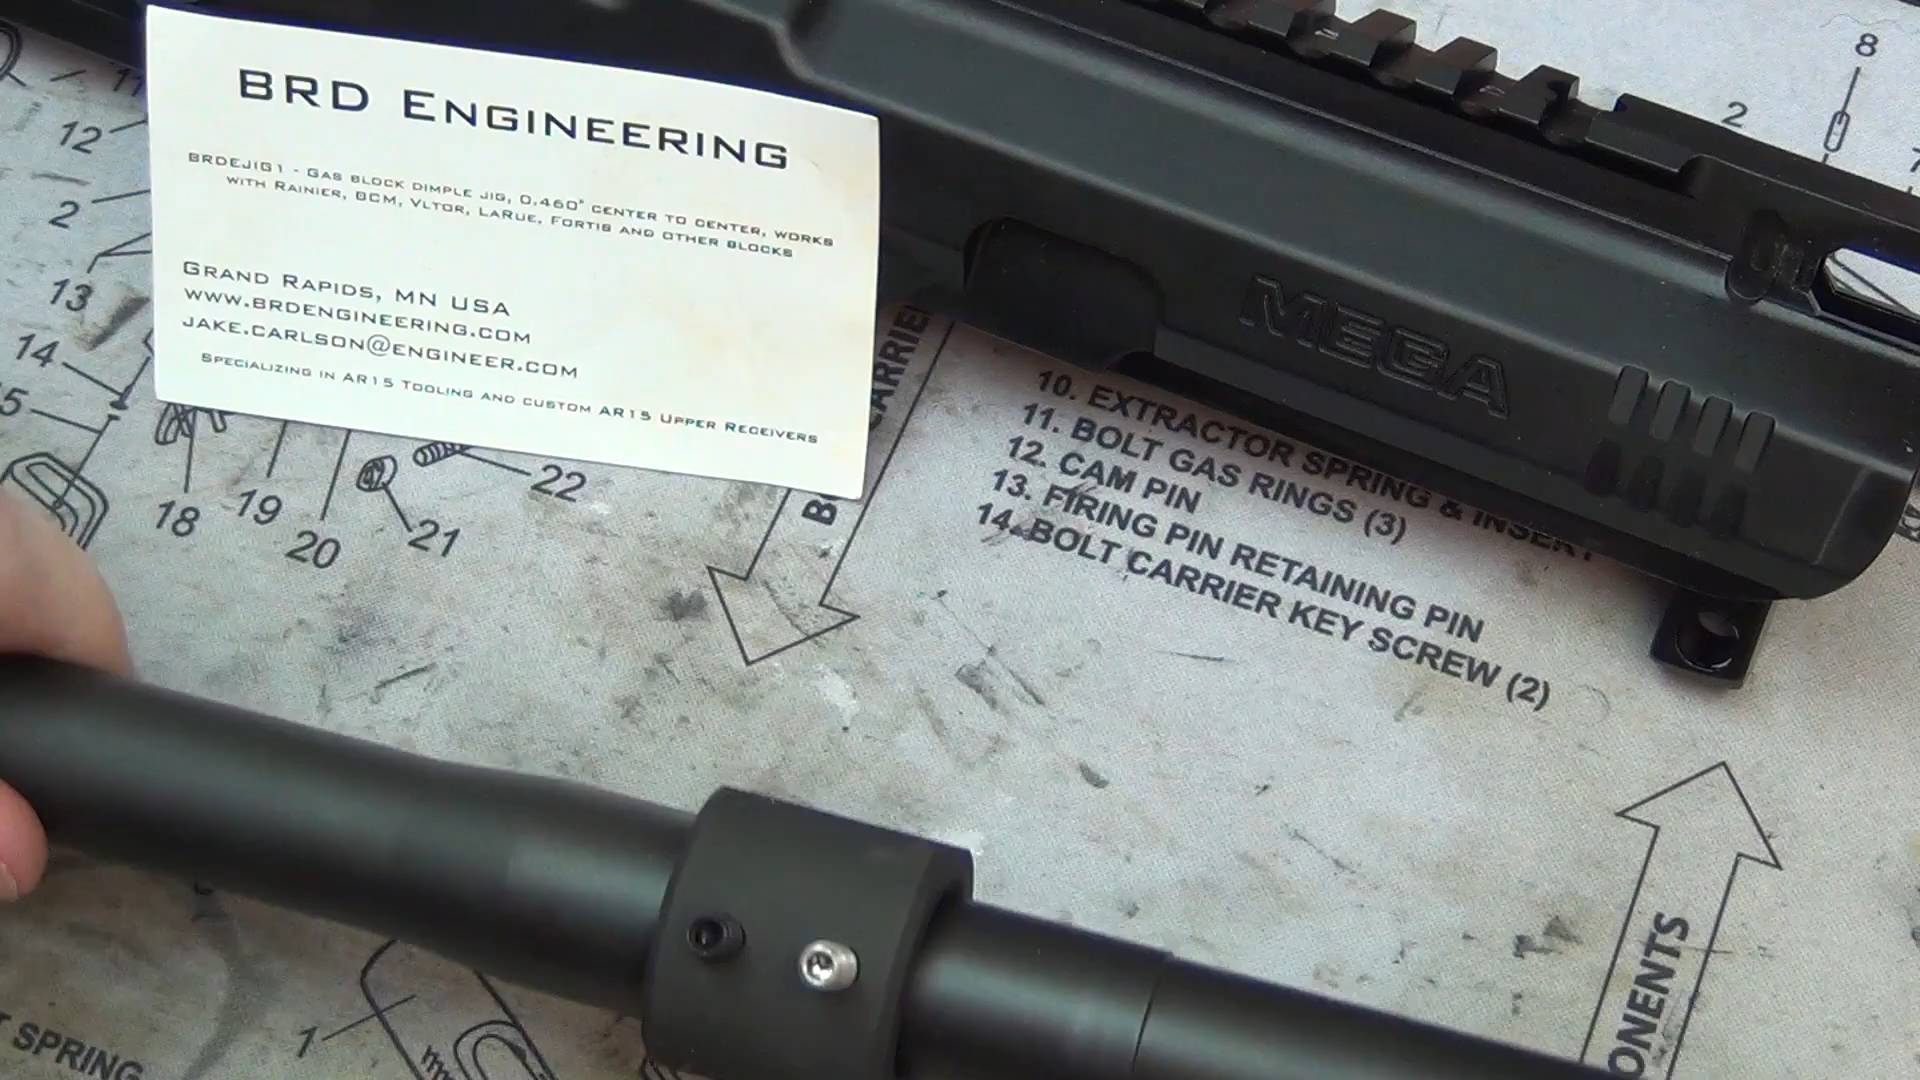 BRD ENGINEERING
BRDEJIG1 - GAS BLOCK DIMPLE JIG, 0.460" CENTER TO CENTER, WORKS
WITH RAINIER, BCM, VLTOR, LARUE, FORTIS AND OTHER BLOCKS
GRAND RAPIDS, MN USA
WWW.BRDENGINEERING.COM
JAKE.CARLSON@ENGINEER.COM
SPECIALIZING IN AR15 TOOLING AND CUSTOM AR15 UPPER RECEIVERS
MEGA
10. EXTRACTOR SPRING & INSERT
11. BOLT GAS RINGS (3)
12. CAM PIN
13. FIRING PIN RETAINING PIN
14. BOLT CARRIER KEY SCREW (2)
8
2
11
12
2
13
14
18
19
20
21
22
1
SPRING